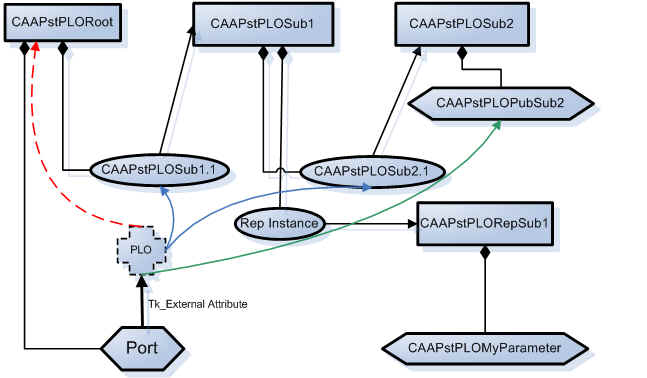 CAAPstPLORoot
CAAPstPLOSub1
CAAPstPLOSub2
CAAPstPLOPubSub2
CAAPstPLOSub1.1
CAAPstPLOSub2.1
Rep Instance
CAAPstPLORepSub1
PLO
Tk_External Attribute
Port
CAAPstPLOMyParameter